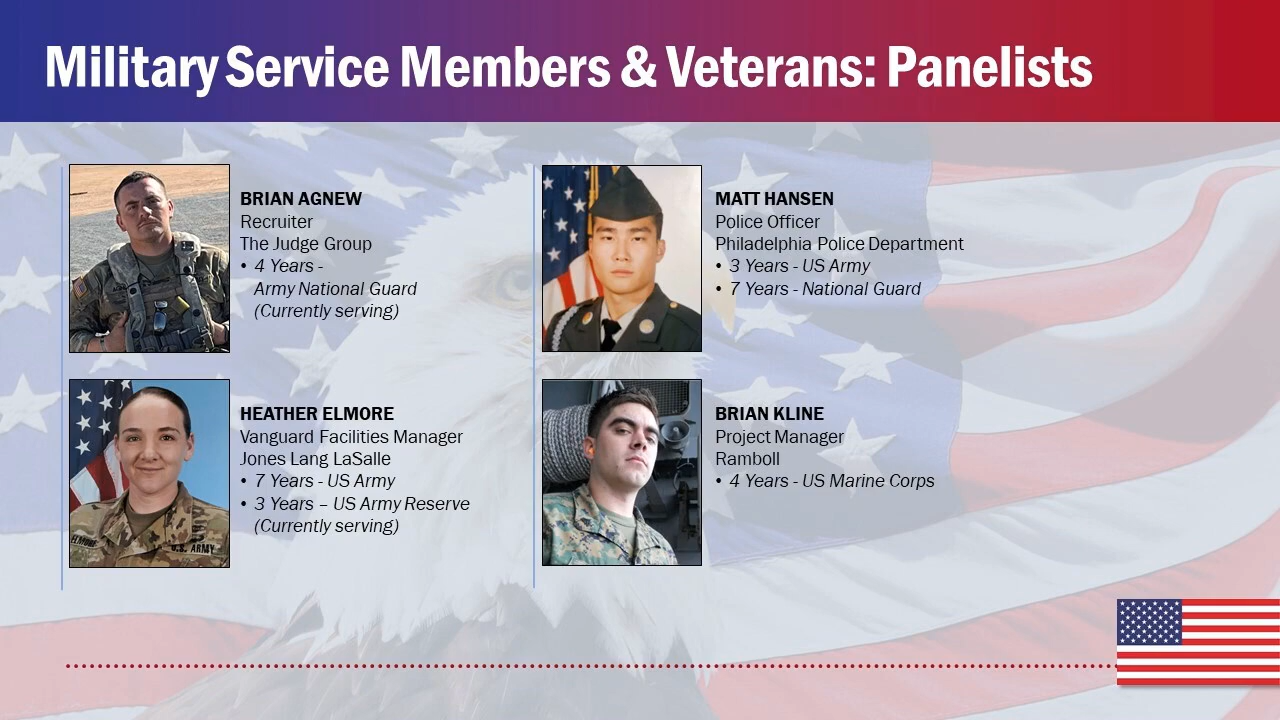 Military Service Members & Veterans: Panelists
BRIAN AGNEW
Recruiter
The Judge Group
• 4 Years -
Army National Guard
(Currently serving)
HEATHER ELMORE
Vanguard Facilities Manager
Jones Lang LaSalle
• 7 Years - US Army
• 3 Years – US Army Reserve
(Currently serving)
ELMORE
U.S. ARMY
MATT HANSEN
Police Officer
Philadelphia Police Department
• 3 Years - US Army
• 7 Years - National Guard
BRIAN KLINE
Project Manager
Ramboll
• 4 Years - US Marine Corps